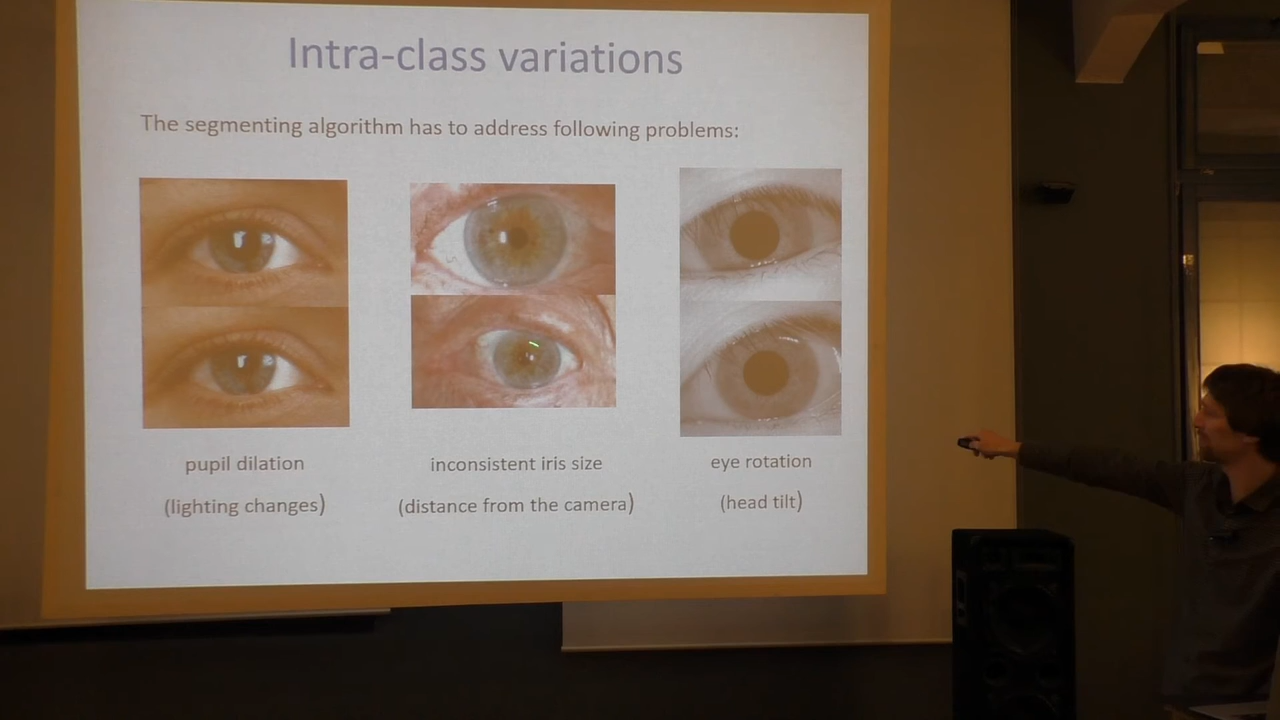 Intra-class variations
The segmenting algorithm has to address following problems:
pupil dilation
(lighting changes)
inconsistent iris size
(distance from the camera)
eye rotation
(head tilt)